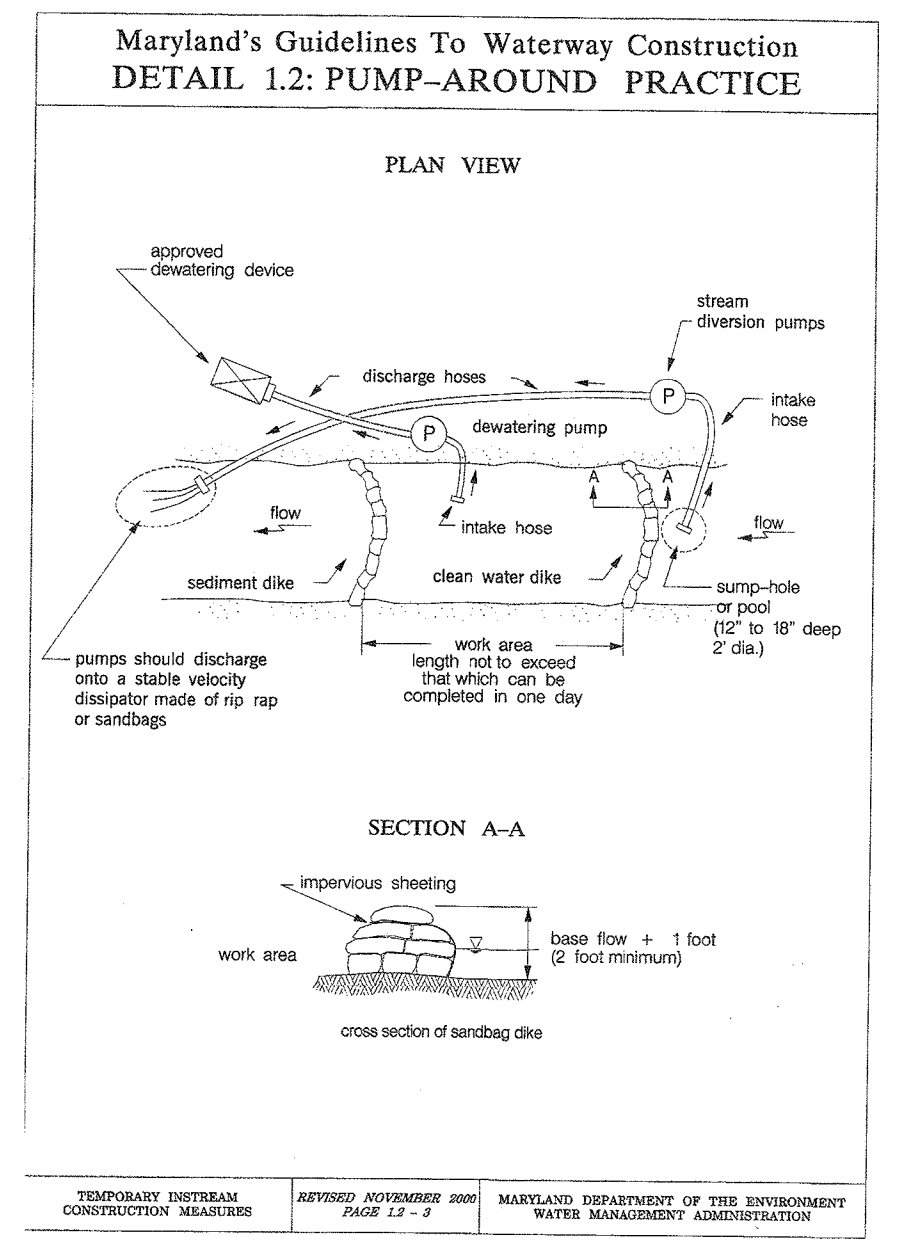 Maryland's Guidelines To Waterway Construction
DETAIL 1.2: PUMP-AROUND PRACTICE
PLAN VIEW
approved
dewatering device
stream
diversion pumps
discharge hoses
P
intake
hose
P
dewatering pump
A
A
flow
intake hose
flow
sediment dike
clean water dike
sump-hole
or pool
(12" to 18" deep
2' dia.)
work area
length not to exceed
that which can be
completed in one day
pumps should discharge
onto a stable velocity
dissipator made of rip rap
or sandbags
SECTION A-A
impervious sheeting
work area
base flow + 1 foot
(2 foot minimum)
cross section of sandbag dike
TEMPORARY INSTREAM
CONSTRUCTION MEASURES
REVISED NOVEMBER 2000
PAGE 1.2 - 3
MARYLAND DEPARTMENT OF THE ENVIRONMENT
WATER MANAGEMENT ADMINISTRATION